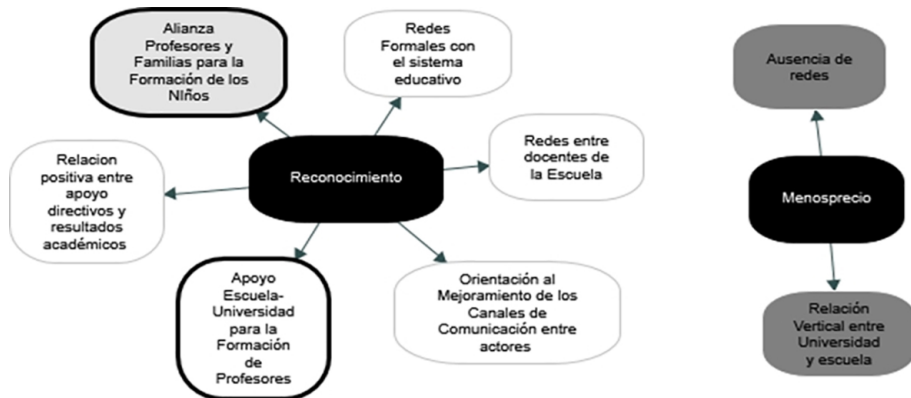 Alianza
Profesores y
Familias para la
Formación de los
NIños
Redes
Formales con
el sistema
educativo
Redes entre
docentes de
la Escuela
Reconocimiento
Relacion
positiva entre
apoyo
directivos y
resultados
académicos
Apoyo
Escuela-
Universidad
para la
Formación
de
Profesores
Orientación al
Mejoramiento de los
Canales de
Comunicación entre
actores
Ausencia de
redes
Menosprecio
Relación
Vertical entre
Universidad
y escuela